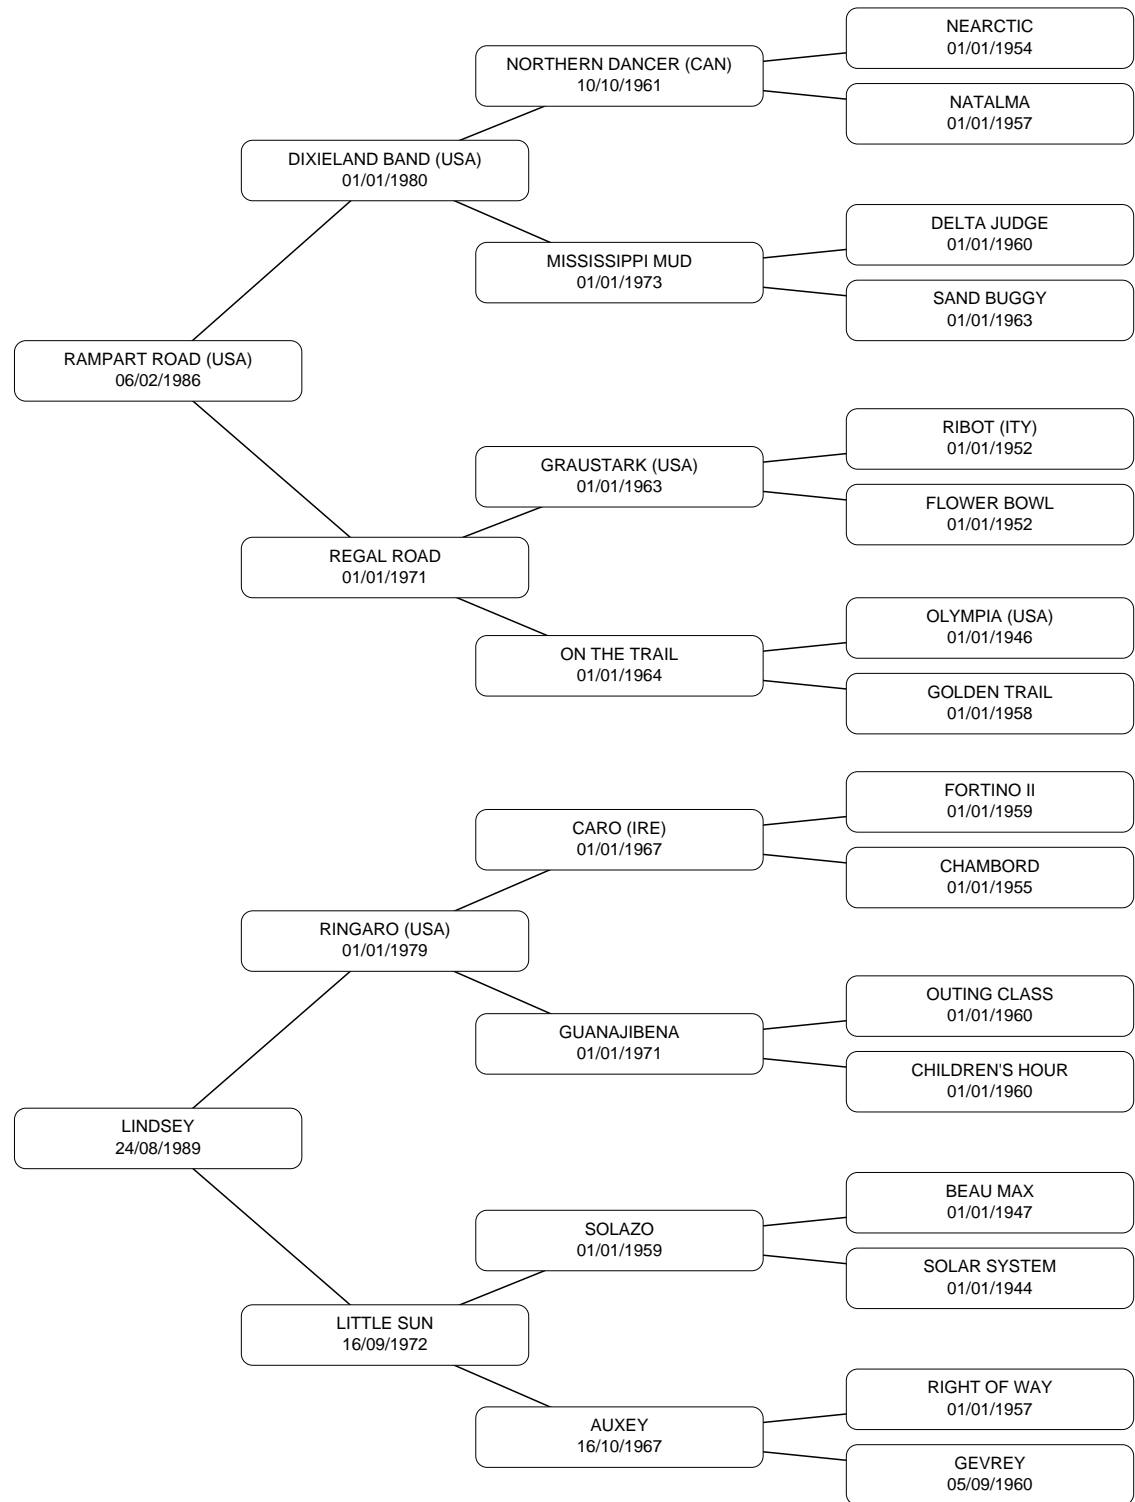 NEARCTIC
01/01/1954
NORTHERN DANCER (CAN)
10/10/1961
NATALMA
01/01/1957
DIXIELAND BAND (USA)
01/01/1980
DELTA JUDGE
01/01/1960
MISSISSIPPI MUD
01/01/1973
SAND BUGGY
01/01/1963
RAMPART ROAD (USA)
06/02/1986
RIBOT (ITY)
01/01/1952
GRAUSTARK (USA)
01/01/1963
FLOWER BOWL
01/01/1952
REGAL ROAD
01/01/1971
OLYMPIA (USA)
01/01/1946
ON THE TRAIL
01/01/1964
GOLDEN TRAIL
01/01/1958
FORTINO II
01/01/1959
CARO (IRE)
01/01/1967
CHAMBORD
01/01/1955
RINGARO (USA)
01/01/1979
OUTING CLASS
01/01/1960
GUANAJIBENA
01/01/1971
CHILDREN'S HOUR
01/01/1960
LINDSEY
24/08/1989
BEAU MAX
01/01/1947
SOLAZO
01/01/1959
SOLAR SYSTEM
01/01/1944
LITTLE SUN
16/09/1972
RIGHT OF WAY
01/01/1957
AUXEY
16/10/1967
GEVREY
05/09/1960